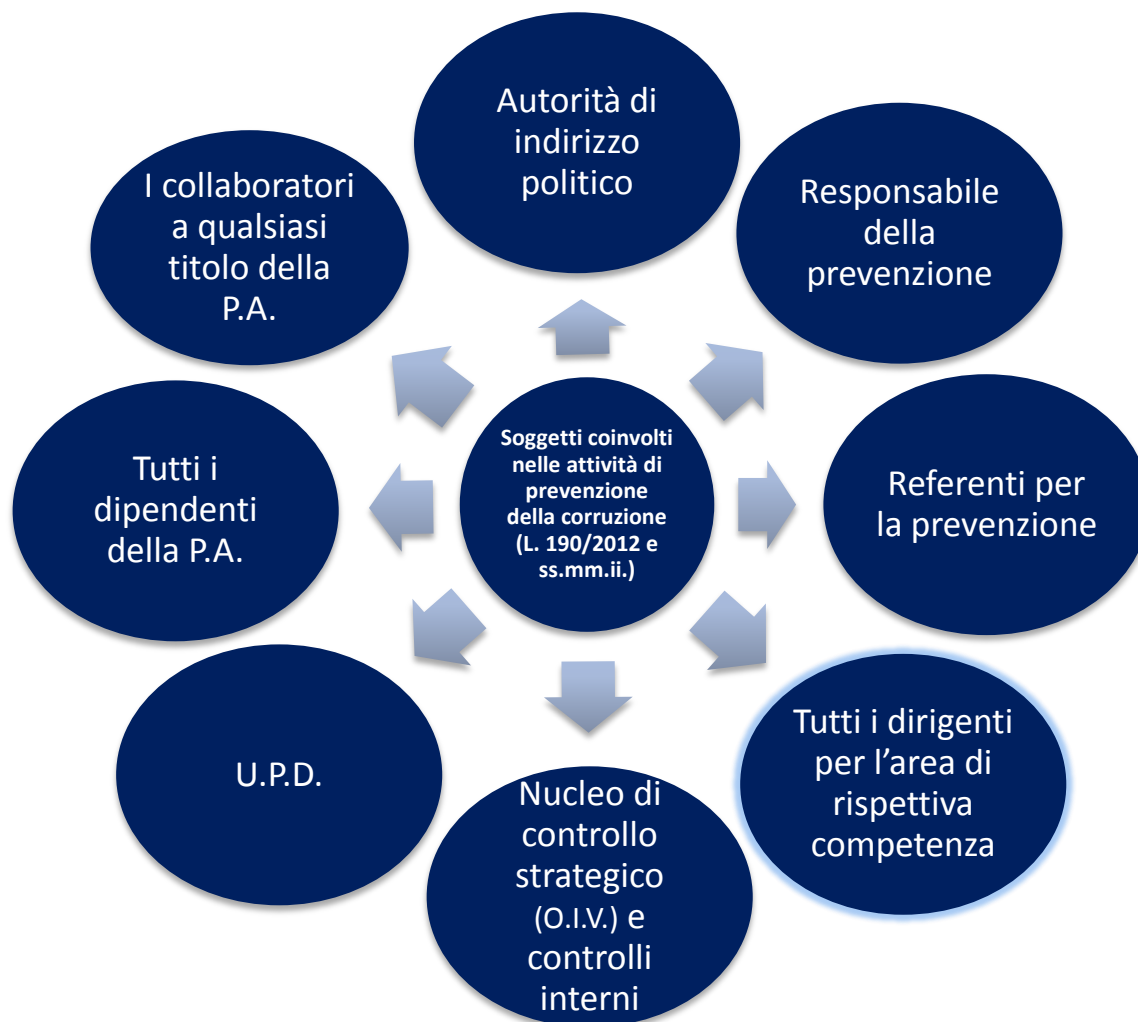 Autorità di
indirizzo
politico
Responsabile
della
prevenzione
Referenti per
la prevenzione
Tutti i dirigenti
per l’area di
rispettiva
competenza
Nucleo di
controllo
strategico
(O.I.V.) e
controlli
interni
U.P.D.
Tutti i
dipendenti
della P.A.
I collaboratori
a qualsiasi
titolo della
P.A.
Soggetti coinvolti
nelle attività di
prevenzione
della corruzione
(L. 190/2012 e
ss.mm.ii.)